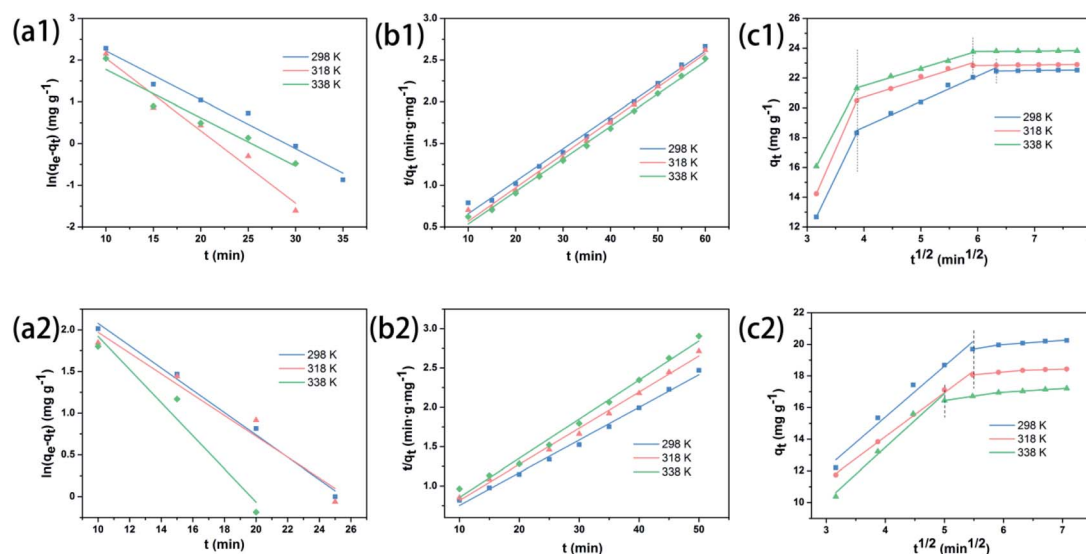 (a1)
ln(qe-qt) (mg g-1)
2
1
0
-1
-2
10 15 20 25 30 35
t (min)
298 K
318 K
338 K
(b1)
t/qt (min·g·mg-1)
3.0
2.5
2.0
1.5
1.0
0.5
10 20 30 40 50 60
t (min)
298 K
318 K
338 K
(c1)
qt (mg g-1)
26
24
22
20
18
16
14
12
3 4 5 6 7
t1/2 (min1/2)
298 K
318 K
338 K
(a2)
ln(qe-qt) (mg g-1)
2.0
1.5
1.0
0.5
0.0
10 12 14 16 18 20 22 24 26
t (min)
298 K
318 K
338 K
(b2)
t/qt (min·g·mg-1)
3.0
2.5
2.0
1.5
1.0
10 20 30 40 50
t (min)
298 K
318 K
338 K
(c2)
qt (mg g-1)
22
20
18
16
14
12
10
3 4 5 6 7
t1/2 (min1/2)
298 K
318 K
338 K